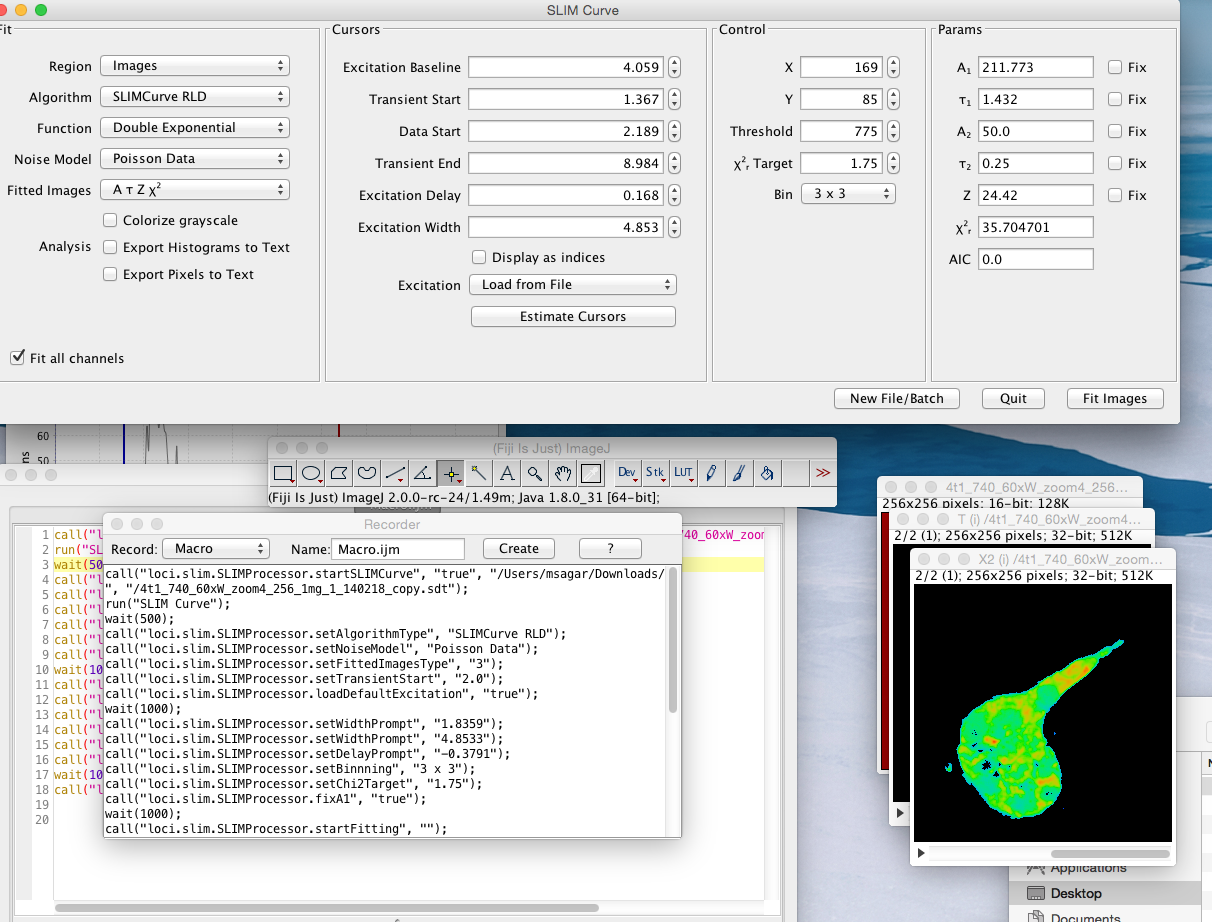 SLIM Curve
Fit
Region Images
Algorithm SLIMCurve RLD
Function Double Exponential
Noise Model Poisson Data
Fitted Images A τ Z χ²
Colorize grayscale
Analysis Export Histograms to Text
Export Pixels to Text
Fit all channels
Cursors
Excitation Baseline 4.059
Transient Start 1.367
Data Start 2.189
Transient End 8.984
Excitation Delay 0.168
Excitation Width 4.853
Display as indices
Excitation Load from File
Estimate Cursors
Control
X 169
Y 85
Threshold 775
χ²ᵣ Target 1.75
Bin 3 x 3
Params
A₁ 211.773 Fix
τ₁ 1.432 Fix
A₂ 50.0 Fix
τ₂ 0.25 Fix
Z 24.42 Fix
χ²ᵣ 35.704701
AIC 0.0
New File/Batch Quit Fit Images
60
50
(Fiji Is Just) ImageJ
Dev Stk LUT >>
(Fiji Is Just) ImageJ 2.0.0-rc-24/1.49m; Java 1.8.0_31 [64-bit];
Recorder
Record: Macro Name: Macro.ijm Create ?
call("loci.slim.SLIMProcessor.startSLIMCurve", "true", "/Users/msagar/Downloads/
", "/4t1_740_60xW_zoom4_256_1mg_1_140218_copy.sdt");
run("SLIM Curve");
wait(500);
call("loci.slim.SLIMProcessor.setAlgorithmType", "SLIMCurve RLD");
call("loci.slim.SLIMProcessor.setNoiseModel", "Poisson Data");
call("loci.slim.SLIMProcessor.setFittedImagesType", "3");
call("loci.slim.SLIMProcessor.setTransientStart", "2.0");
call("loci.slim.SLIMProcessor.loadDefaultExcitation", "true");
wait(1000);
call("loci.slim.SLIMProcessor.setWidthPrompt", "1.8359");
call("loci.slim.SLIMProcessor.setWidthPrompt", "4.8533");
call("loci.slim.SLIMProcessor.setDelayPrompt", "-0.3791");
call("loci.slim.SLIMProcessor.setBinnning", "3 x 3");
call("loci.slim.SLIMProcessor.setChi2Target", "1.75");
call("loci.slim.SLIMProcessor.fixA1", "true");
wait(1000);
call("loci.slim.SLIMProcessor.startFitting", "");
1 call("l
2 run("SL
3 wait(50
4 call("l
5 call("l
6 call("l
7 call("l
8 call("l
9 call("l
10 wait(10
11 call("l
12 call("l
13 call("l
14 call("l
15 call("l
16 call("l
17 wait(10
18 call("l
19
20
/40_60xW_zoom
4t1_740_60xW_zoom4_256...
256x256 pixels; 16-bit; 128K
T (i) /4t1_740_60xW_zoom4...
2/2 (1); 256x256 pixels; 32-bit; 512K
X2 (i) /4t1_740_60xW_zoom...
2/2 (1); 256x256 pixels; 32-bit; 512K
Applications
Desktop
Documents